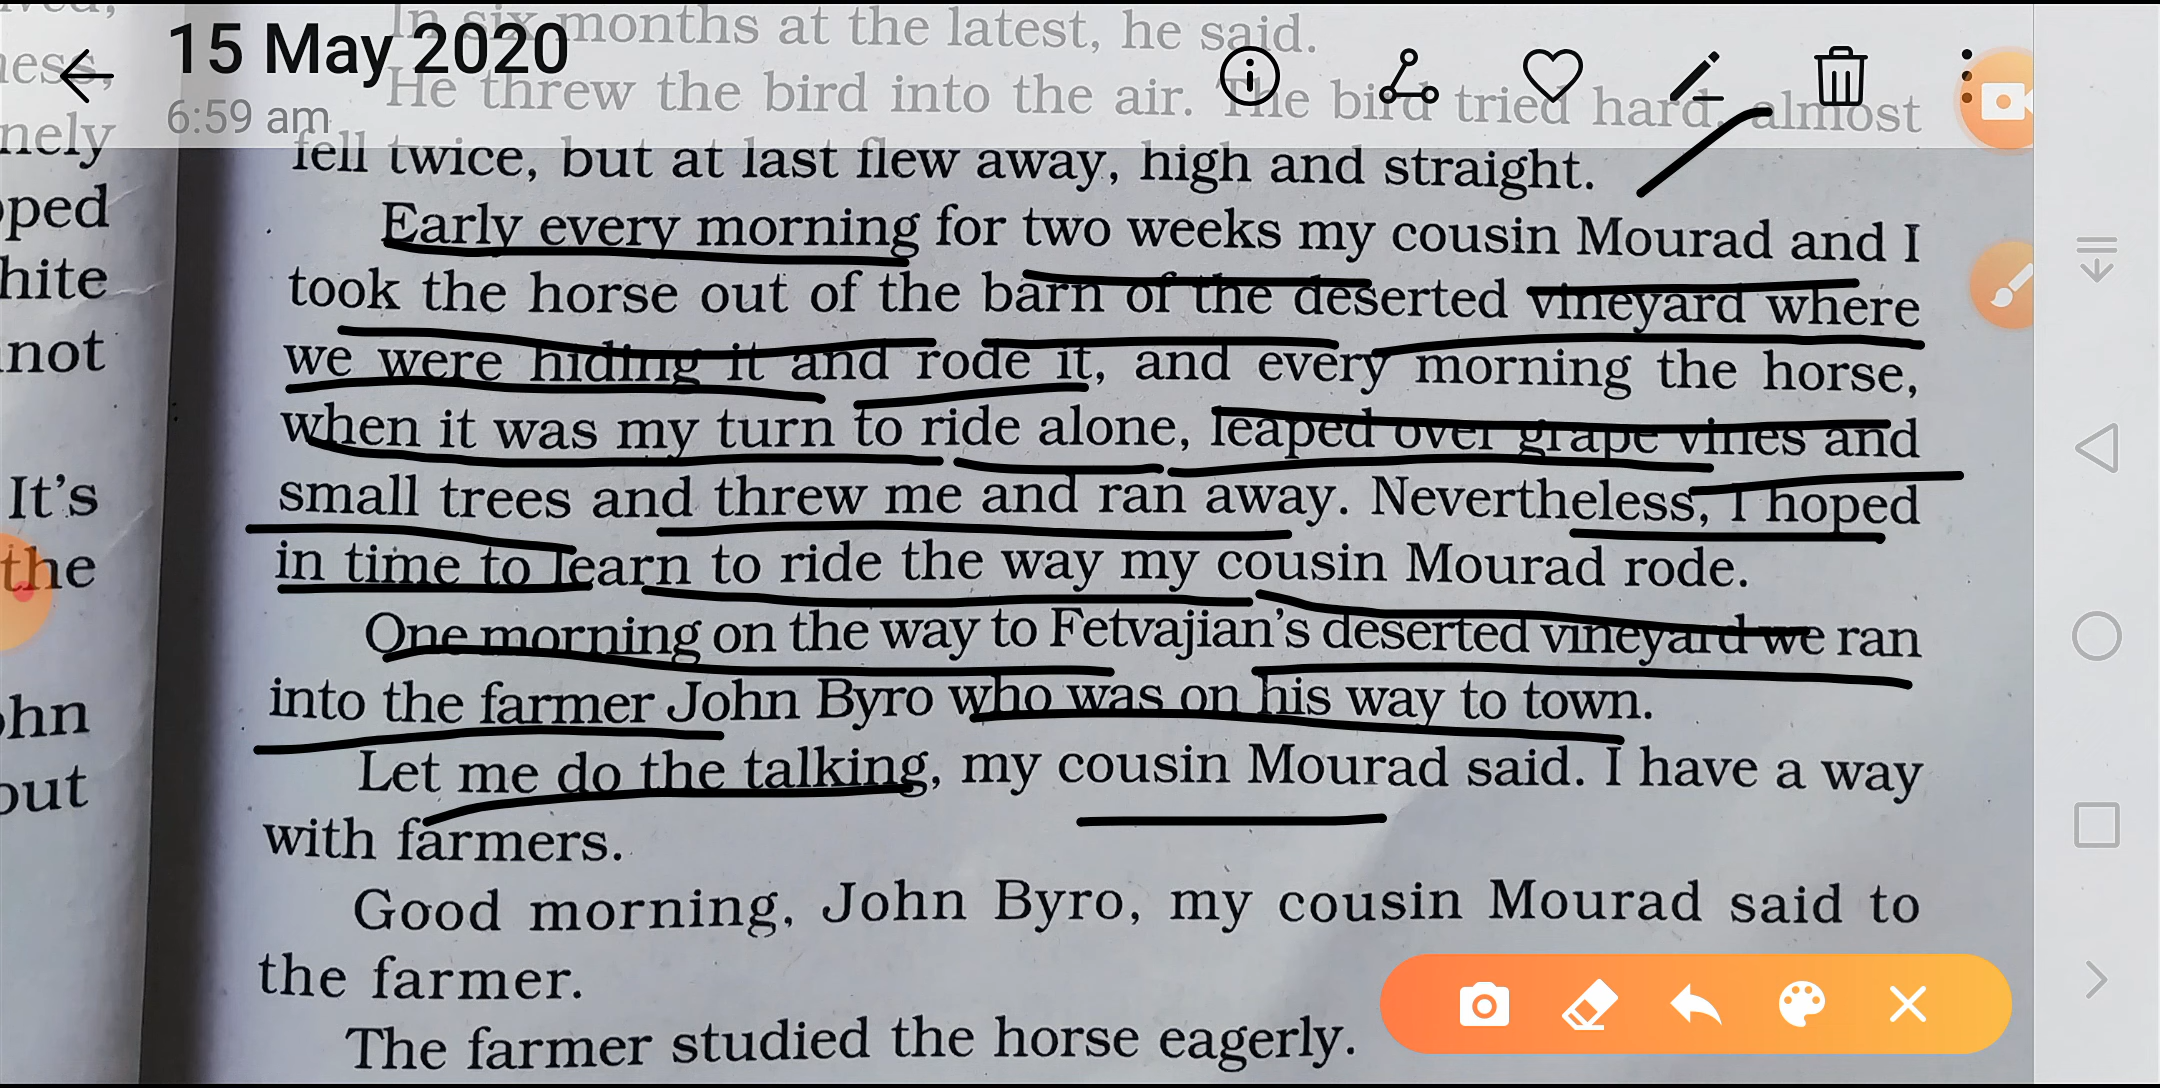 In six months at the latest, he said.
15 May 2020
He threw the bird into the air. The bird tried hard, almost
6:59 am
fell twice, but at last flew away, high and straight.
Early every morning for two weeks my cousin Mourad and I
took the horse out of the barn of the deserted vineyard where
we were hiding it and rode it, and every morning the horse,
when it was my turn to ride alone, leaped over grape vines and
small trees and threw me and ran away. Nevertheless, I hoped
in time to learn to ride the way my cousin Mourad rode.
One morning on the way to Fetvajian's deserted vineyard we ran
into the farmer John Byro who was on his way to town.
Let me do the talking, my cousin Mourad said. I have a way
with farmers.
Good morning, John Byro, my cousin Mourad said to
the farmer.
The farmer studied the horse eagerly.
not
It's
the